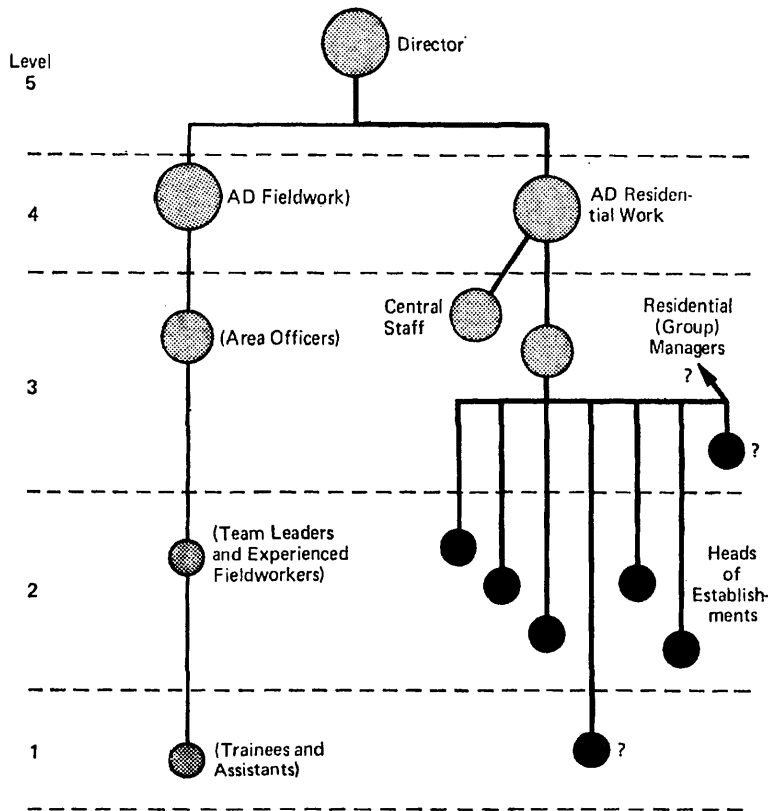 Director
Level
5
AD Fieldwork)
AD Residen-
tial Work
4
Central
Staff
Residential
(Group)
Managers
(Area Officers)
?
3
?
(Team Leaders
and Experienced
Fieldworkers)
Heads
of
Establish-
ments
2
1
(Trainees and
Assistants)
?